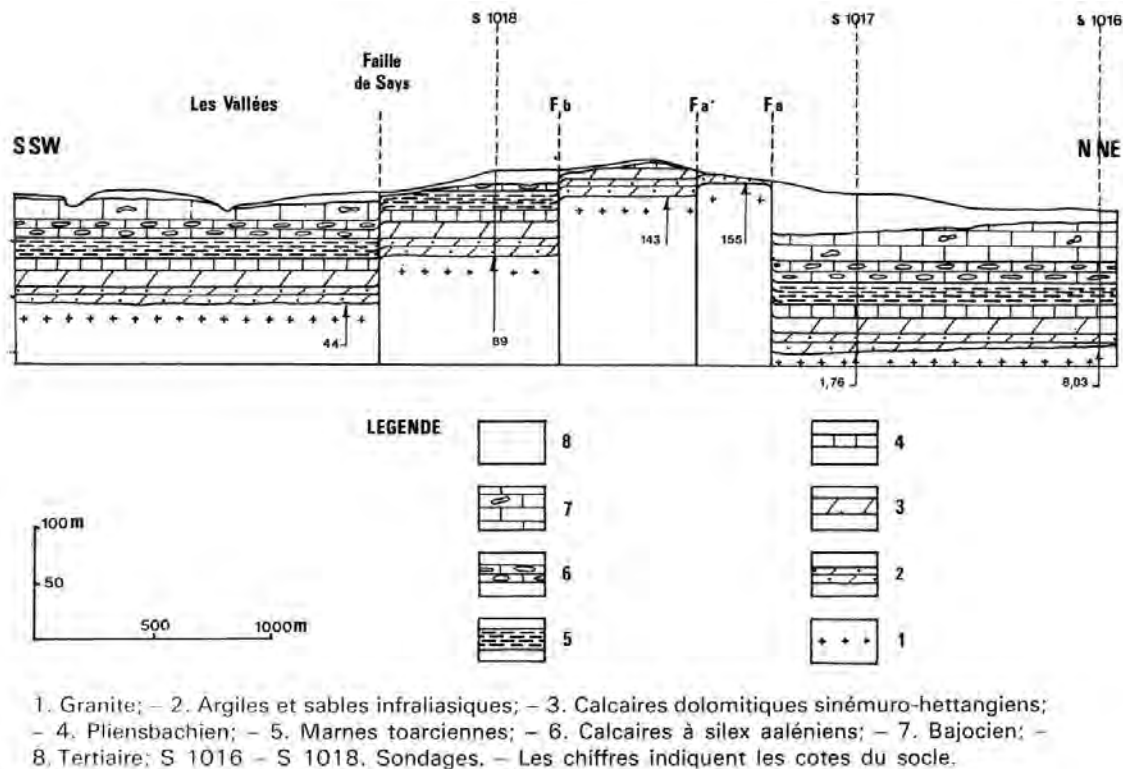 S 1018
S 1017
S 1016
Faille
de Says
Les Vallées
Fb
Fa'
Fa
SSW
NNE
143
155
44
89
1,76
8,03
LEGENDE
8
4
7
3
100 m
6
2
50
5
1
500
1000m
1. Granite; – 2. Argiles et sables infraliasiques; – 3. Calcaires dolomitiques sinémuro-hettangiens;
– 4. Pliensbachien; – 5. Marnes toarciennes; – 6. Calcaires à silex aaléniens; – 7. Bajocien; –
8. Tertiaire; S 1016 – S 1018. Sondages. – Les chiffres indiquent les cotes du socle.